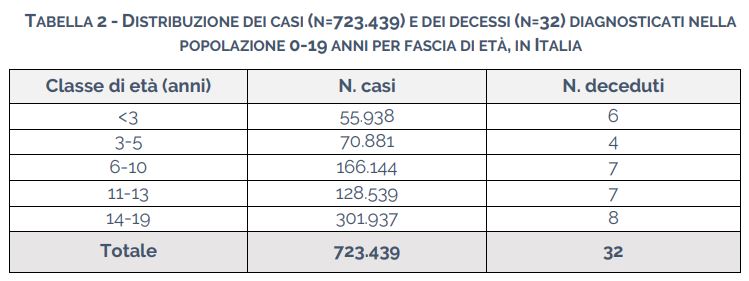 TABELLA 2 - DISTRIBUZIONE DEI CASI (N=723.439) E DEI DECESSI (N=32) DIAGNOSTICATI NELLA
POPOLAZIONE 0-19 ANNI PER FASCIA DI ETÀ, IN ITALIA
Classe di età (anni) N. casi N. deceduti
<3 55.938 6
3-5 70.881 4
6-10 166.144 7
11-13 128.539 7
14-19 301.937 8
Totale 723.439 32